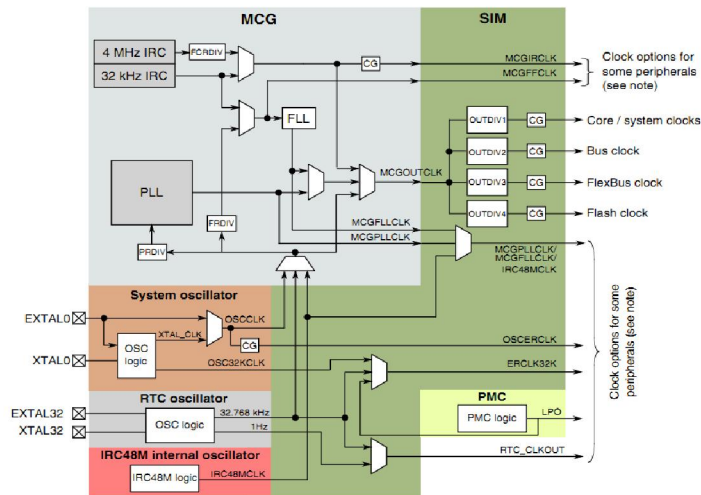 MCG
SIM
4 MHz IRC
FCRDIV
32 kHz IRC
CG
MCGIRCLK
MCGFFCLK
Clock options for
some peripherals
(see note)
FLL
OUTDIV1
CG
Core / system clocks
OUTDIV2
CG
Bus clock
MCGOUTCLK
OUTDIV3
CG
FlexBus clock
OUTDIV4
CG
Flash clock
PLL
FRDIV
PRDIV
MCGFLLCLK
MCGPLLCLK
MCGPLLCLK/
MCGFLLCLK/
IRC48MCLK
System oscillator
EXTAL0
OSCCLK
XTAL_CLK
OSC
logic
CG
OSCERCLK
XTAL0
OSC32KCLK
ERCLK32K
Clock options for some
peripherals (see note)
RTC oscillator
PMC
EXTAL32
32.768 kHz
OSC logic
PMC logic
LPO
XTAL32
1Hz
RTC_CLKOUT
IRC48M internal oscillator
IRC48M logic
IRC48MCLK